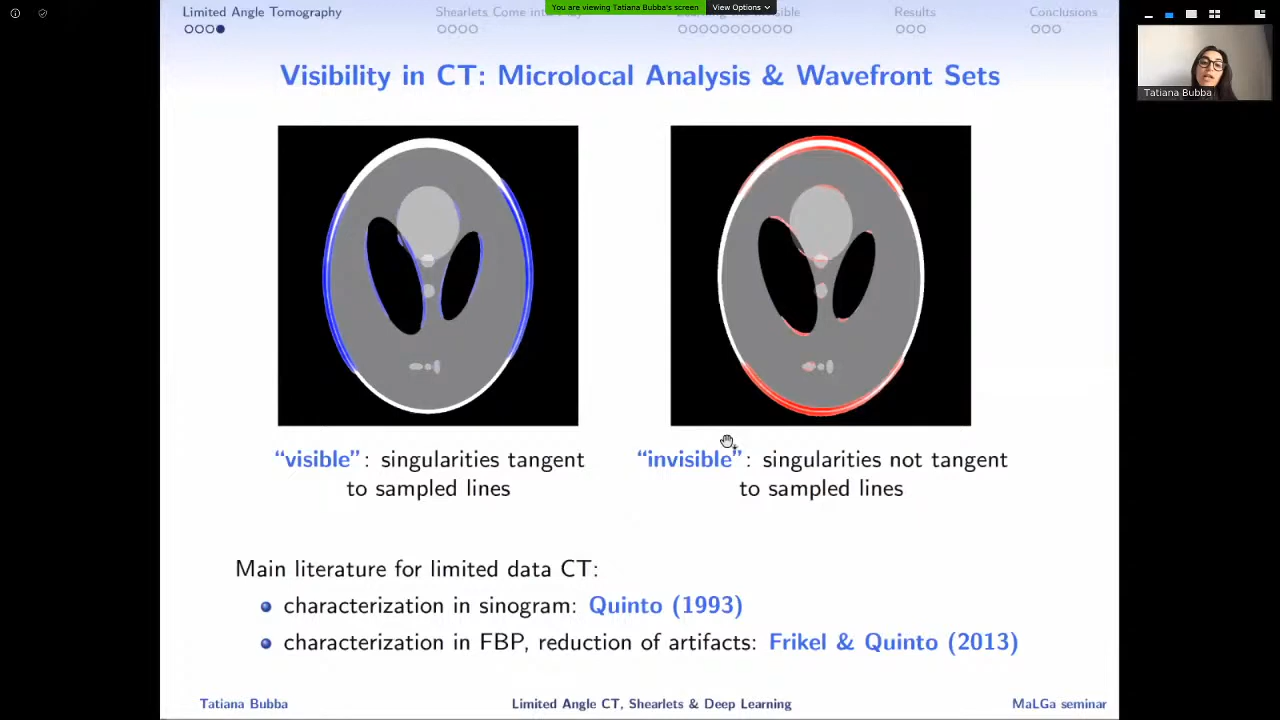 You are viewing Tatiana Bubba's screen
View Options
Limited Angle Tomography
Shearlets Come into
Results
Conclusions
Visibility in CT: Microlocal Analysis & Wavefront Sets
Tatiana Bubba
“visible”: singularities tangent
to sampled lines
“invisible”: singularities not tangent
to sampled lines
Main literature for limited data CT:
characterization in sinogram: Quinto (1993)
characterization in FBP, reduction of artifacts: Frikel & Quinto (2013)
Tatiana Bubba
Limited Angle CT, Shearlets & Deep Learning
MaLGa seminar